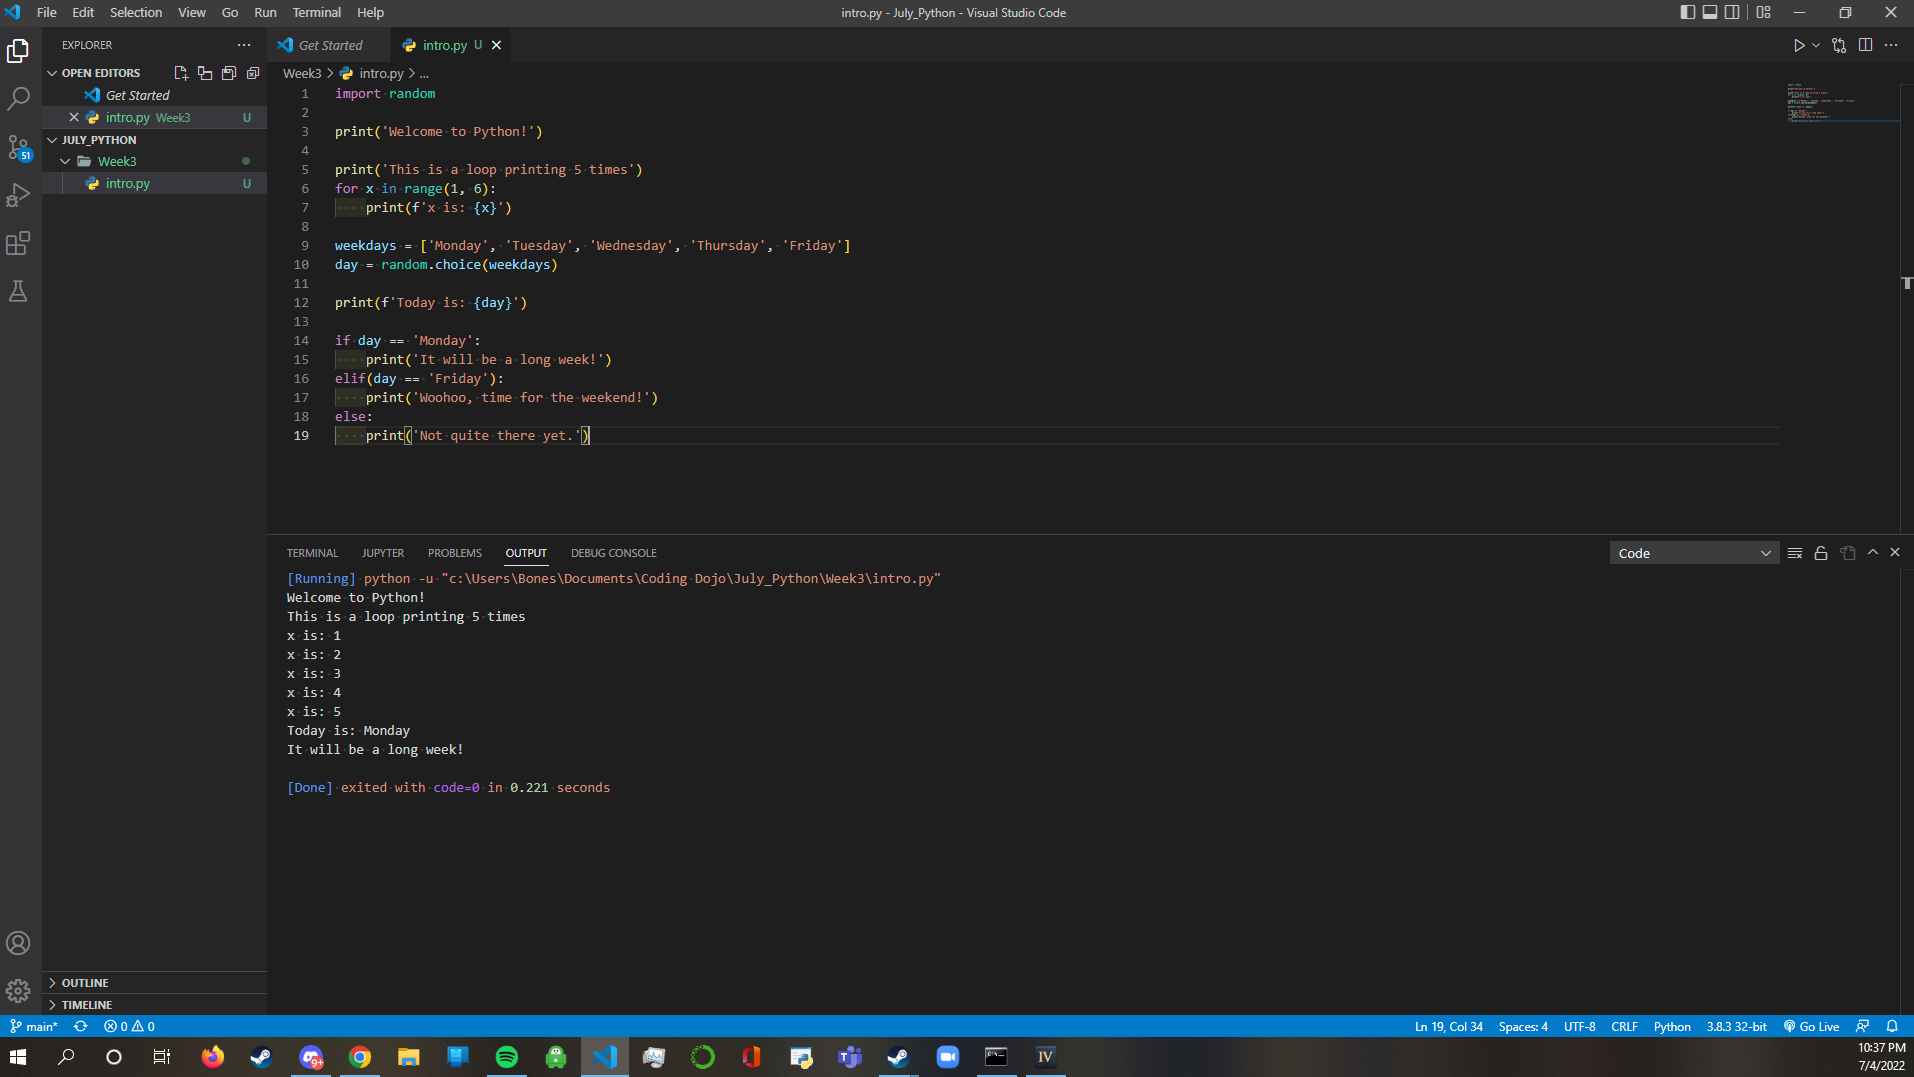 File Edit Selection View Go Run Terminal Help
intro.py - July_Python - Visual Studio Code
EXPLORER
OPEN EDITORS
Get Started
intro.py Week3 U
JULY_PYTHON
Week3
intro.py U
51
OUTLINE
TIMELINE
Get Started
intro.py U
Week3 > intro.py > ...
1 import random
2
3 print('Welcome to Python!')
4
5 print('This is a loop printing 5 times')
6 for x in range(1, 6):
7     print(f'x is: {x}')
8
9 weekdays = ['Monday', 'Tuesday', 'Wednesday', 'Thursday', 'Friday']
10 day = random.choice(weekdays)
11
12 print(f'Today is: {day}')
13
14 if day == 'Monday':
15     print('It will be a long week!')
16 elif(day == 'Friday'):
17     print('Woohoo, time for the weekend!')
18 else:
19     print('Not quite there yet.')
TERMINAL JUPYTER PROBLEMS OUTPUT DEBUG CONSOLE
Code
[Running] python -u "c:\Users\Bones\Documents\Coding Dojo\July_Python\Week3\intro.py"
Welcome to Python!
This is a loop printing 5 times
x is: 1
x is: 2
x is: 3
x is: 4
x is: 5
Today is: Monday
It will be a long week!
[Done] exited with code=0 in 0.221 seconds
main* 0 0
Ln 19, Col 34 Spaces: 4 UTF-8 CRLF Python 3.8.3 32-bit Go Live
9+
IV
10:37 PM
7/4/2022